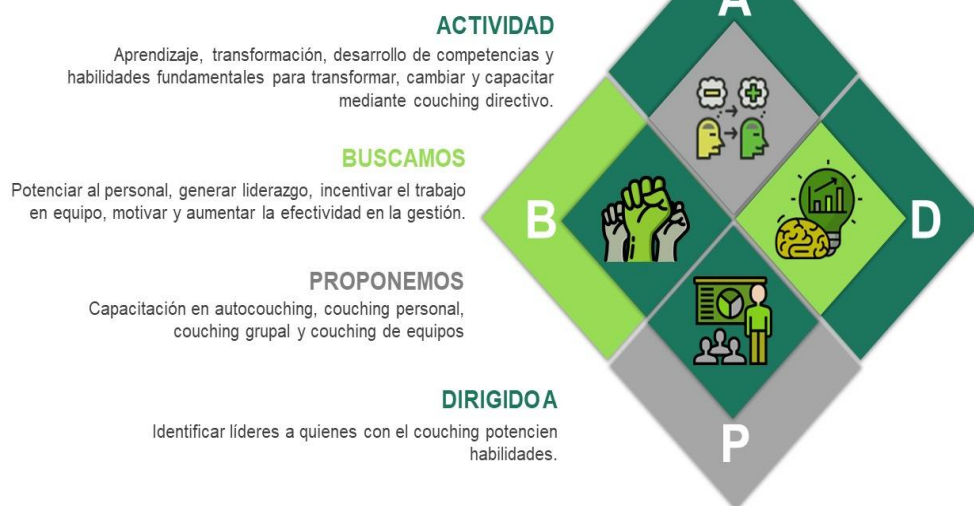 ACTIVIDAD
Aprendizaje, transformación, desarrollo de competencias y
habilidades fundamentales para transformar, cambiar y capacitar
mediante couching directivo.
BUSCAMOS
Potenciar al personal, generar liderazgo, incentivar el trabajo
en equipo, motivar y aumentar la efectividad en la gestión.
PROPONEMOS
Capacitación en autocouching, couching personal,
couching grupal y couching de equipos
DIRIGIDO A
Identificar líderes a quienes con el couching potencien
habilidades.
A
B
D
P